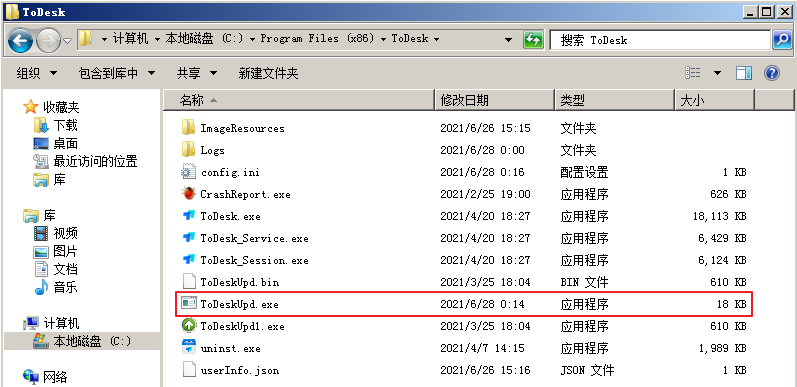 ToDesk
计算机 本地磁盘 (C:) Program Files (x86) ToDesk 搜索 ToDesk
组织 包含到库中 共享 新建文件夹
名称 修改日期 类型 大小
收藏夹
下载
桌面
最近访问的位置
库
库
视频
图片
文档
音乐
计算机
本地磁盘 (C:)
网络
ImageResources 2021/6/26 15:15 文件夹
Logs 2021/6/28 0:00 文件夹
config.ini 2021/6/28 0:16 配置设置 1 KB
CrashReport.exe 2021/2/25 19:00 应用程序 626 KB
ToDesk.exe 2021/4/20 18:27 应用程序 18,113 KB
ToDesk_Service.exe 2021/4/20 18:27 应用程序 6,429 KB
ToDesk_Session.exe 2021/4/20 18:27 应用程序 6,124 KB
ToDeskUpd.bin 2021/3/25 18:04 BIN 文件 610 KB
ToDeskUpd.exe 2021/6/28 0:14 应用程序 18 KB
ToDeskUpd1.exe 2021/3/25 18:04 应用程序 610 KB
uninst.exe 2021/4/7 14:15 应用程序 1,989 KB
userInfo.json 2021/6/26 15:16 JSON 文件 1 KB